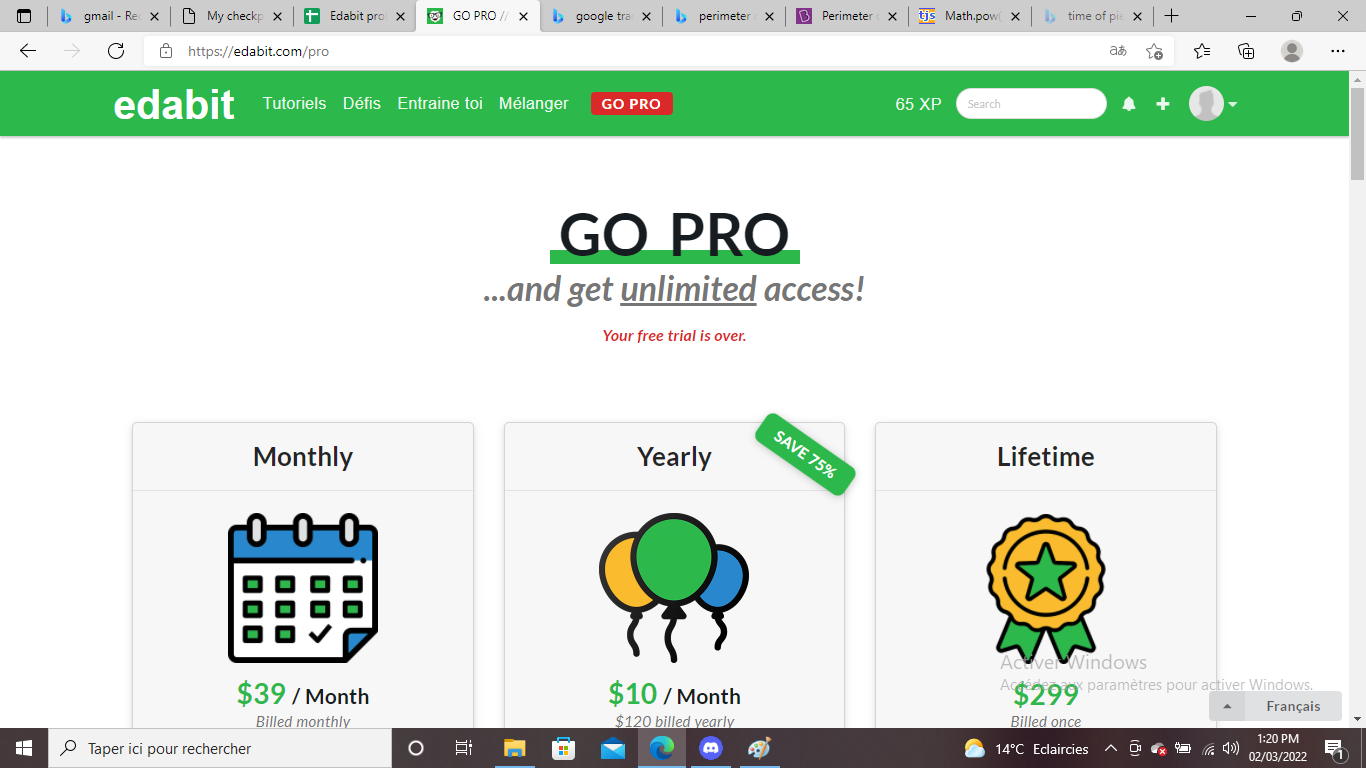 gmail - Rec
My checkp
Edabit pro
GO PRO //
google tra
perimeter
Perimeter
tjs
Math.pow(
time of pie
https://edabit.com/pro
edabit
Tutoriels
Défis
Entraine toi
Mélanger
GO PRO
65 XP
Search
GO PRO
...and get unlimited access!
Your free trial is over.
Monthly
Yearly
SAVE 75%
Lifetime
$39 / Month
Billed monthly
$10 / Month
$120 billed yearly
$299
Billed once
Activer Windows
Accédez aux paramètres pour activer Windows.
Français
Taper ici pour rechercher
14°C Eclaircies
1:20 PM
02/03/2022
1